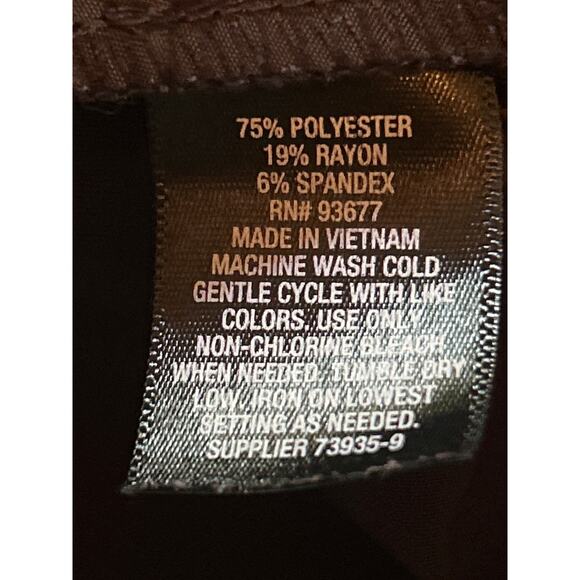 75% POLYESTER
19% RAYON
6% SPANDEX
RN# 93677
MADE IN VIETNAM
MACHINE WASH COLD
GENTLE CYCLE WITH LIKE
COLORS. USE ONLY
NON-CHLORINE BLEACH
WHEN NEEDED. TUMBLE DRY
LOW, IRON ON LOWEST
SETTING AS NEEDED.
SUPPLIER 73935-9